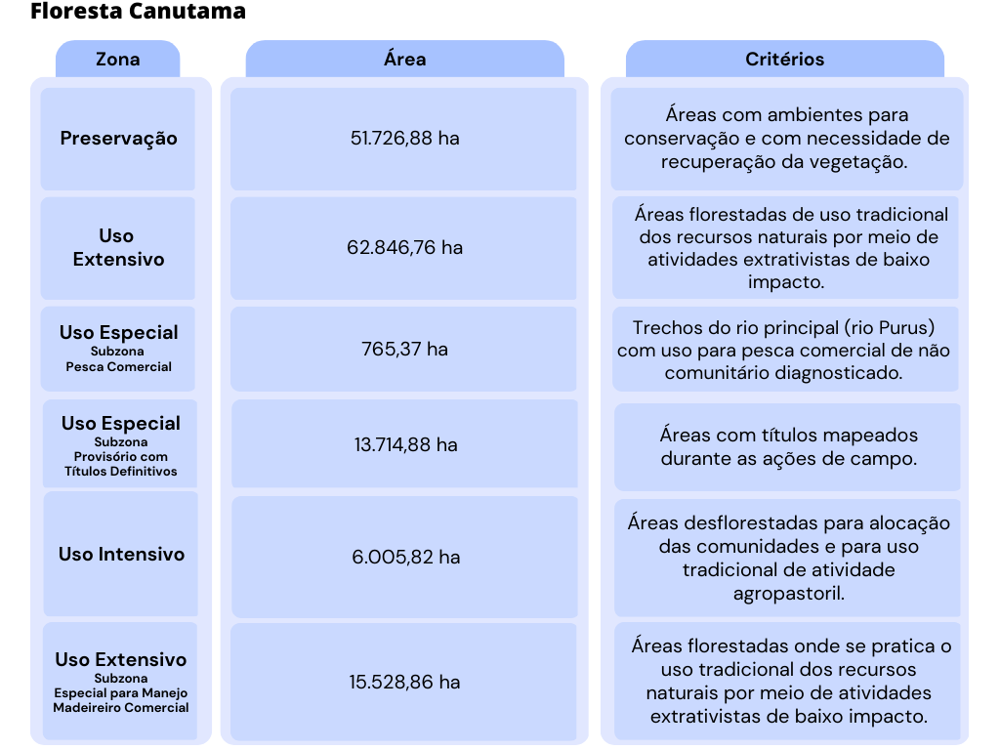 Floresta Canutama
Zona
Área
Critérios
Preservação
51.726,88 ha
Áreas com ambientes para
conservação e com necessidade de
recuperação da vegetação.
Uso
Extensivo
62.846,76 ha
Áreas florestadas de uso tradicional
dos recursos naturais por meio de
atividades extrativistas de baixo
impacto.
Uso Especial
Subzona
Pesca Comercial
765,37 ha
Trechos do rio principal (rio Purus)
com uso para pesca comercial de não
comunitário diagnosticado.
Uso Especial
Subzona
Provisório com
Títulos Definitivos
13.714,88 ha
Áreas com títulos mapeados
durante as ações de campo.
Uso Intensivo
6.005,82 ha
Áreas desflorestadas para alocação
das comunidades e para uso
tradicional de atividade
agropastoril.
Uso Extensivo
Subzona
Especial para Manejo
Madeireiro Comercial
15.528,86 ha
Áreas florestadas onde se pratica o
uso tradicional dos recursos
naturais por meio de atividades
extrativistas de baixo impacto.